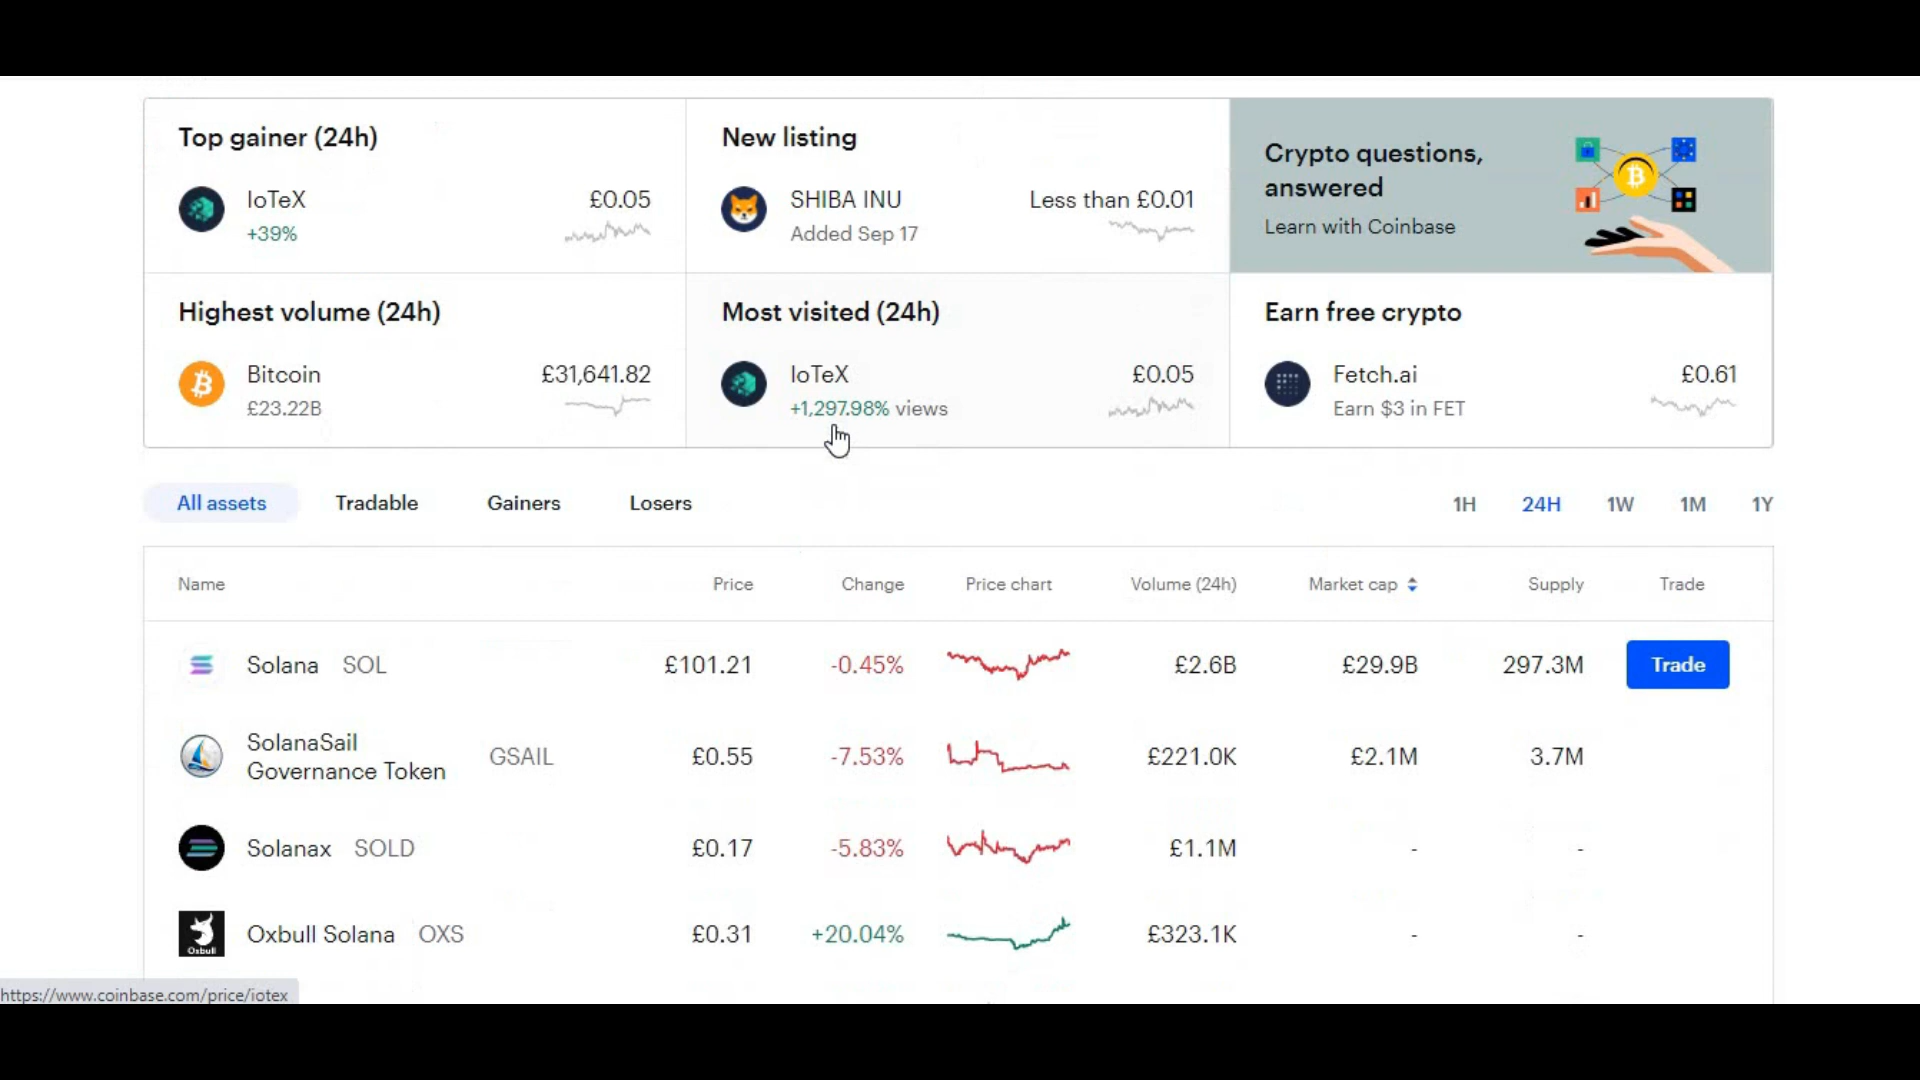 Top gainer (24h)
IoTeX £0.05
+39%
New listing
SHIBA INU Less than £0.01
Added Sep 17
Crypto questions,
answered
Learn with Coinbase
Highest volume (24h)
Bitcoin £31,641.82
£23.22B
Most visited (24h)
IoTeX £0.05
+1,297.98% views
Earn free crypto
Fetch.ai £0.61
Earn $3 in FET
All assets Tradable Gainers Losers 1H 24H 1W 1M 1Y
Name Price Change Price chart Volume (24h) Market cap Supply Trade
Solana SOL £101.21 -0.45% £2.6B £29.9B 297.3M Trade
SolanaSail
Governance Token GSAIL £0.55 -7.53% £221.0K £2.1M 3.7M
Solanax SOLD £0.17 -5.83% £1.1M - -
Oxbull
Oxbull Solana OXS £0.31 +20.04% £323.1K - -
https://www.coinbase.com/price/iotex